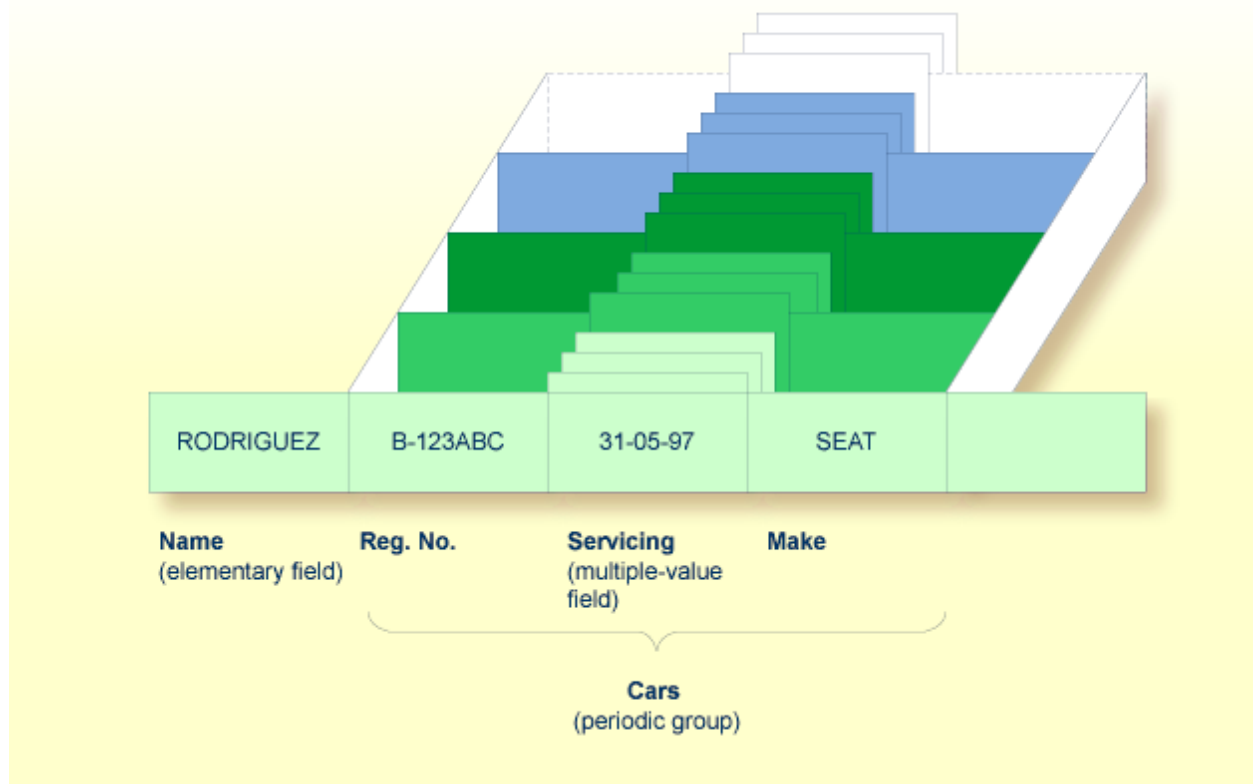 RODRIGUEZ B-123ABC 31-05-97 SEAT
Name Reg. No. Servicing Make
(elementary field) (multiple-value
field)
Cars
(periodic group)